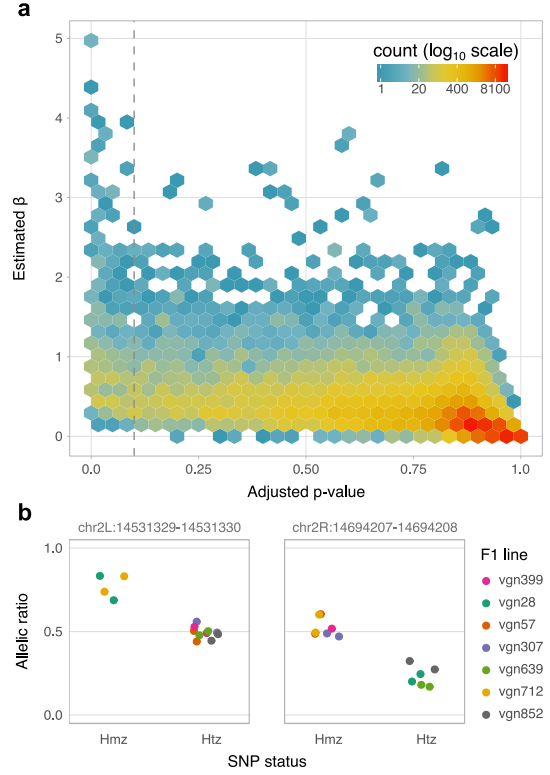 a
count (log10 scale)
1 20 400 8100
Estimated β
5
4
3
2
1
0
0.0 0.25 0.50 0.75 1.0
Adjusted p-value
b
chr2L:14531329-14531330 chr2R:14694207-14694208
Allelic ratio
1.0
0.5
0.0
Hmz Htz Hmz Htz
SNP status
F1 line
vgn399
vgn28
vgn57
vgn307
vgn639
vgn712
vgn852